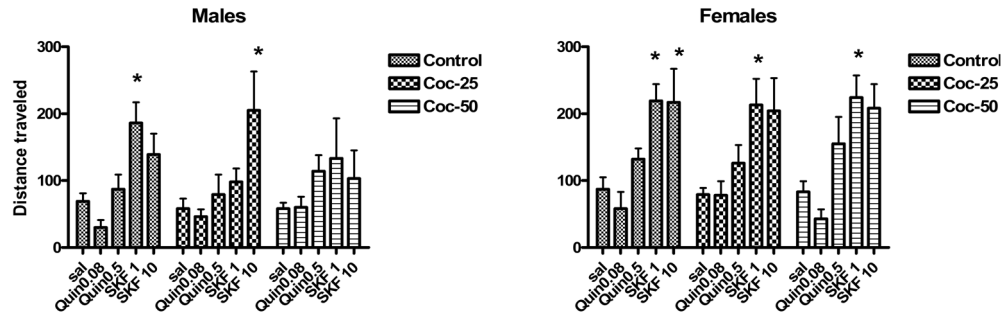 Males
Females
Distance traveled
300
200
100
0
*
*
Control
Coc-25
Coc-50
sal
Quin0.08
Quin0.5
SKF 1
SKF 10
sal
Quin0.08
Quin0.5
SKF 1
SKF 10
sal
Quin0.08
Quin0.5
SKF 1
SKF 10
300
200
100
0
*
*
*
*
Control
Coc-25
Coc-50
sal
Quin0.08
Quin0.5
SKF 1
SKF 10
sal
Quin0.08
Quin0.5
SKF 1
SKF 10
sal
Quin0.08
Quin0.5
SKF 1
SKF 10